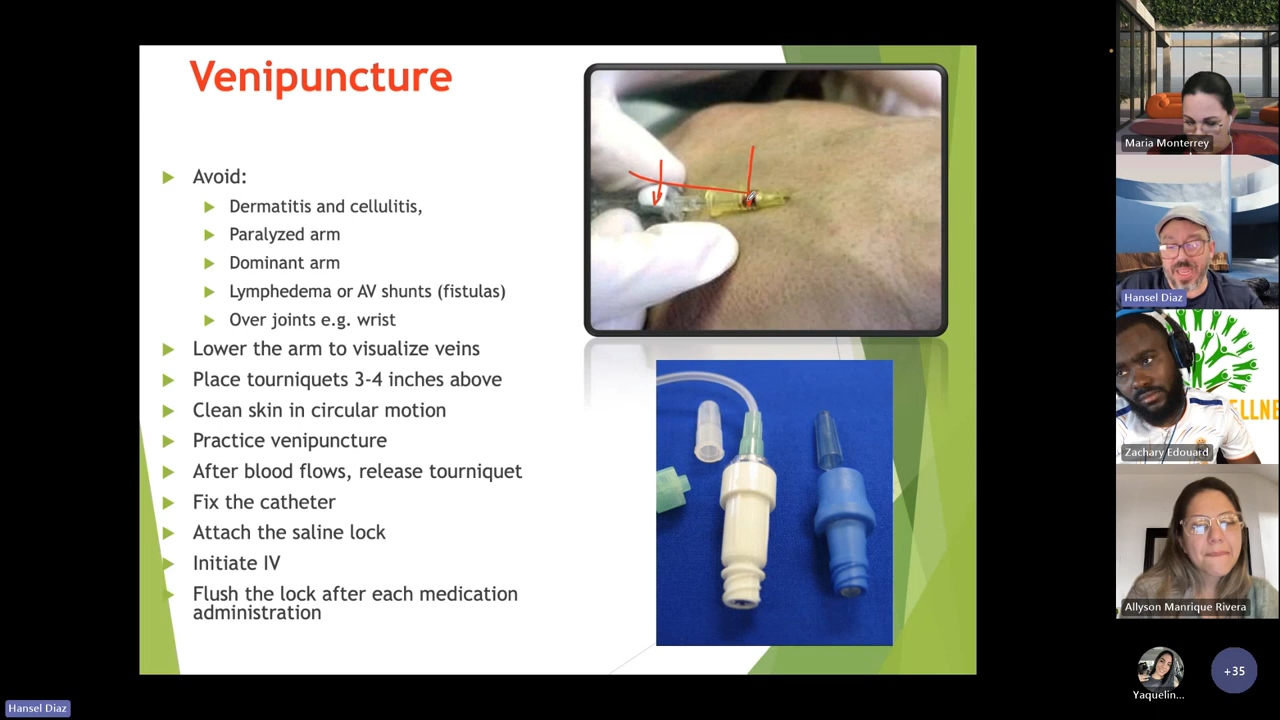 Venipuncture
Avoid:
Dermatitis and cellulitis,
Paralyzed arm
Dominant arm
Lymphedema or AV shunts (fistulas)
Over joints e.g. wrist
Lower the arm to visualize veins
Place tourniquets 3-4 inches above
Clean skin in circular motion
Practice venipuncture
After blood flows, release tourniquet
Fix the catheter
Attach the saline lock
Initiate IV
Flush the lock after each medication
administration
Maria Monterrey
Hansel Diaz
Zachary Edouard
Allyson Manrique Rivera
Yaquelin...
+35
Hansel Diaz